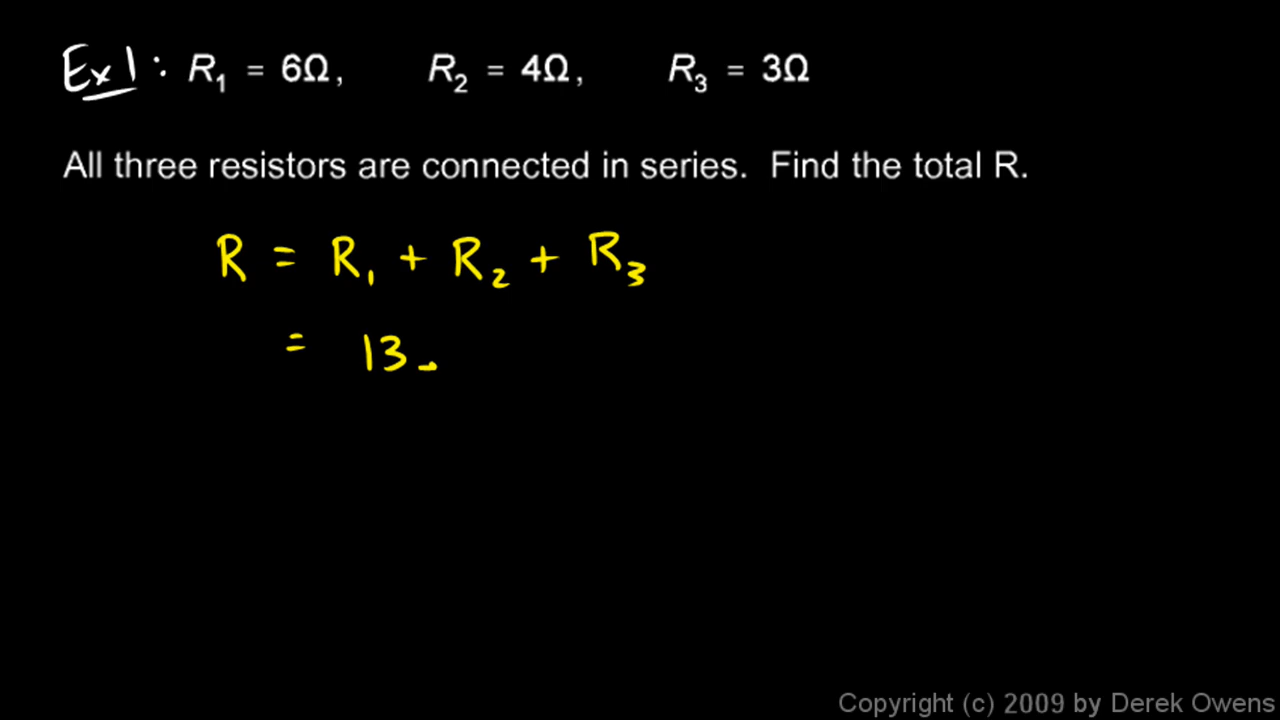 Ex 1: R₁ = 6Ω, R₂ = 4Ω, R₃ = 3Ω
All three resistors are connected in series. Find the total R.
R = R₁ + R₂ + R₃
= 13
Copyright (c) 2009 by Derek Owens